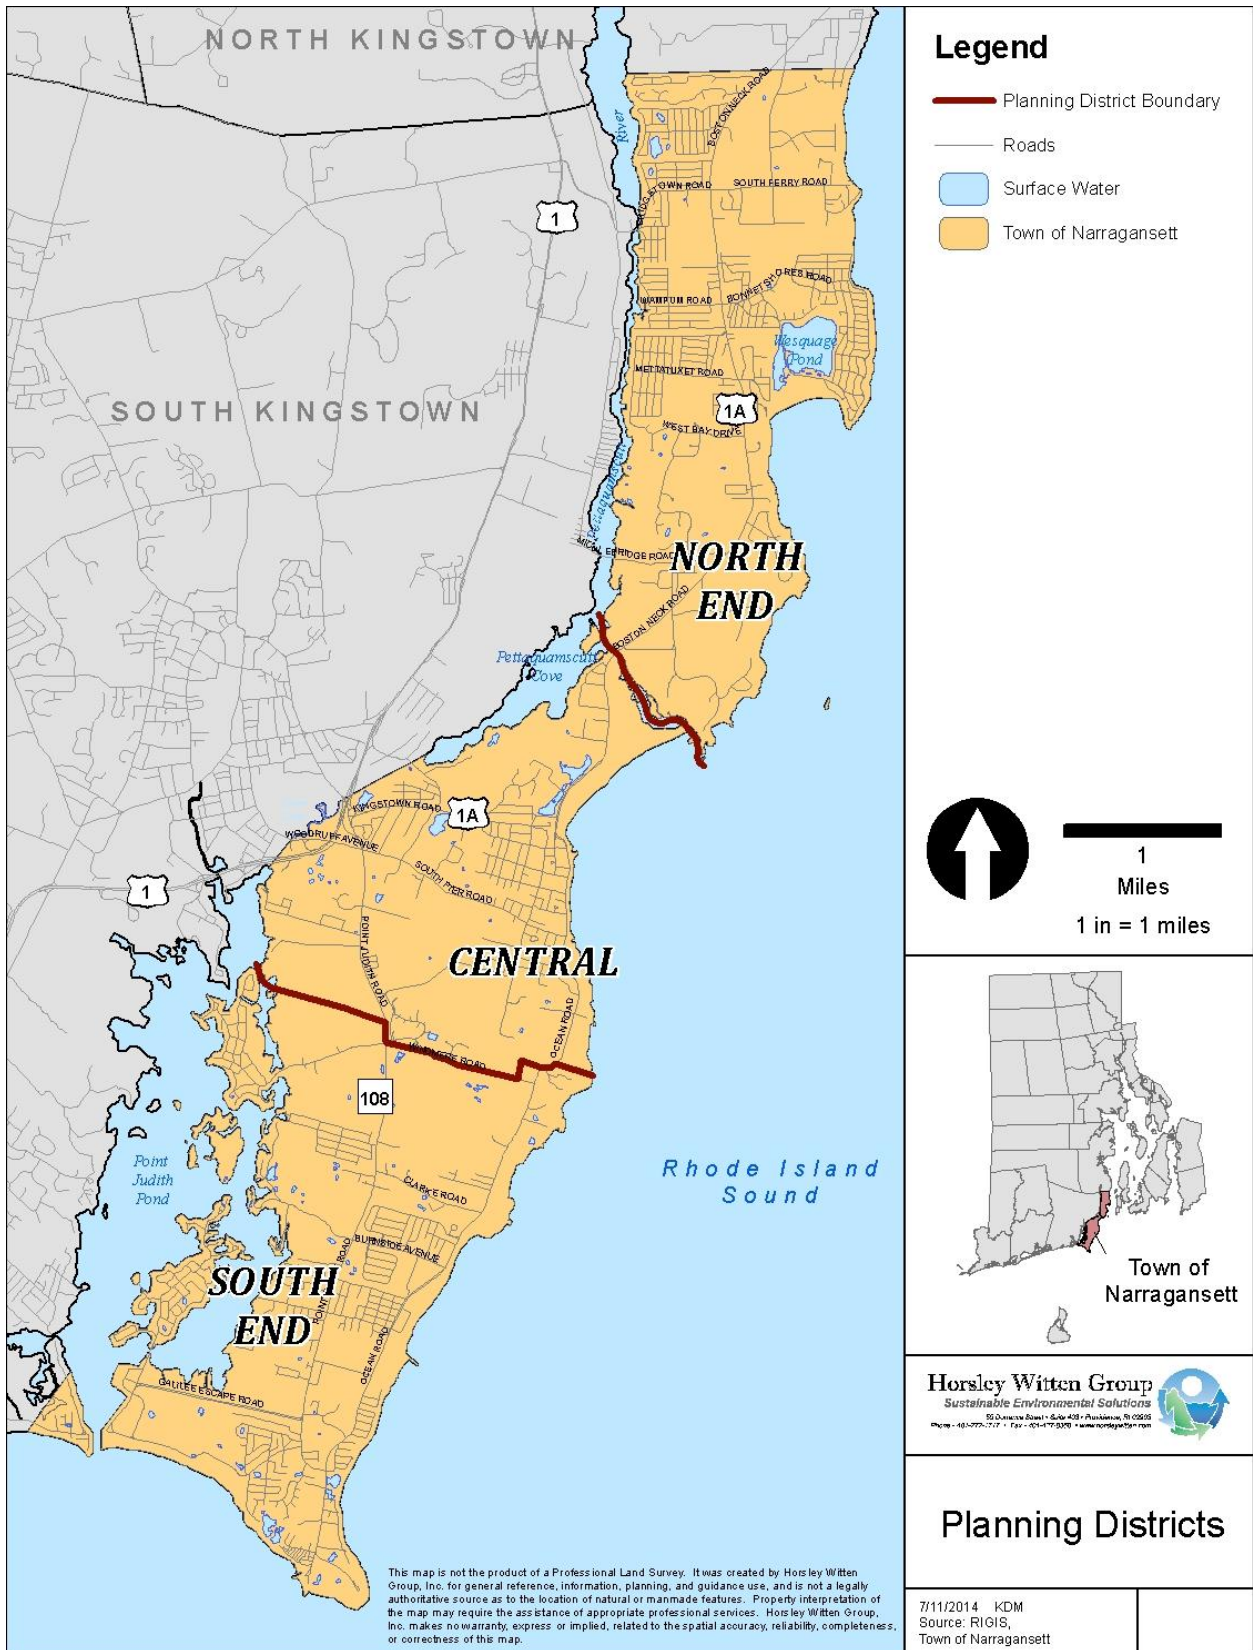 NORTH KINGSTOWN
River
BOSTON NECK ROAD
SOUTH FERRY ROAD
1
WAMPUM ROAD
BONNET SHORES ROAD
Wesquage
Pond
METTATUXET ROAD
SOUTH KINGSTOWN
1A
WEST BAY DRIVE
Pettaquamscutt
NORTH
END
BOSTON NECK ROAD
Pettaquamscutt
Cove
KINGSTOWN ROAD
1A
WOODRUFF AVENUE
SOUTH PIER ROAD
1
POINT JUDITH ROAD
CENTRAL
OCEAN ROAD
WINDMERE ROAD
108
Point
Judith
Pond
Rhode Island
Sound
CLARKE ROAD
BURNSIDE AVENUE
SOUTH
END
POINT
ROAD
OCEAN ROAD
GALILEE ESCAPE ROAD
This map is not the product of a Professional Land Survey. It was created by Horsley Witten
Group, Inc. for general reference, information, planning, and guidance use, and is not a legally
authoritative source as to the location of natural or manmade features. Property interpretation of
the map may require the assistance of appropriate professional services. Horsley Witten Group,
Inc. makes no warranty, express or implied, related to the spatial accuracy, reliability, completeness,
or correctness of this map.
Legend
Planning District Boundary
Roads
Surface Water
Town of Narragansett
1
Miles
1 in = 1 miles
Town of
Narragansett
Horsley Witten Group
Sustainable Environmental Solutions
Planning Districts
7/11/2014 KDM
Source: RIGIS,
Town of Narragansett